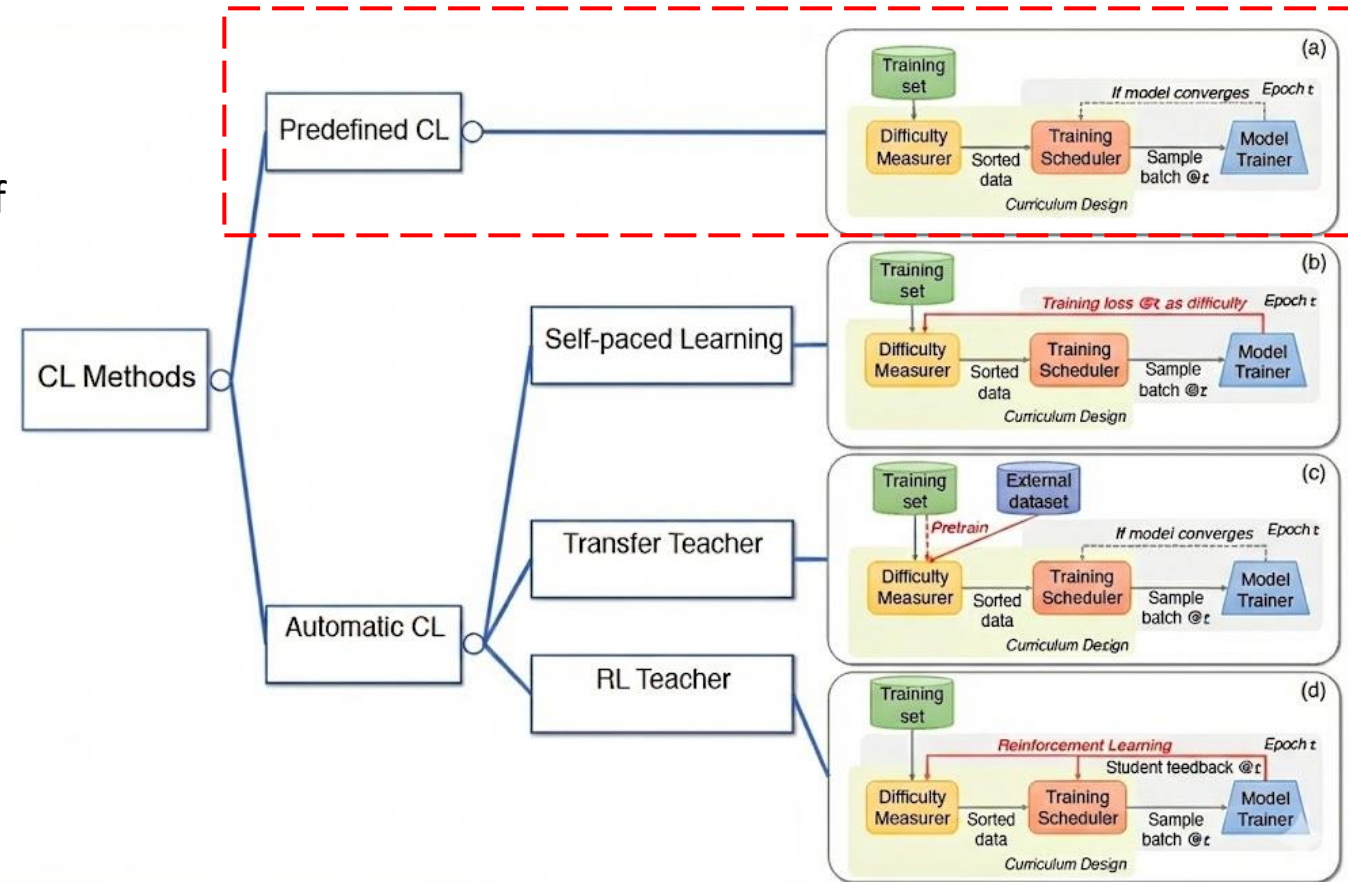 f
CL Methods
Predefined CL
Automatic CL
Self-paced Learning
Transfer Teacher
RL Teacher
(a)
Training
set
If model converges
Epoch t
Difficulty
Measurer
Sorted
data
Training
Scheduler
Sample
batch @t
Model
Trainer
Curriculum Design
(b)
Training
set
Training loss @t as difficulty
Epoch t
Difficulty
Measurer
Sorted
data
Training
Scheduler
Sample
batch @t
Model
Trainer
Curriculum Design
(c)
Training
set
External
dataset
Pretrain
If model converges
Epoch t
Difficulty
Measurer
Sorted
data
Training
Scheduler
Sample
batch @t
Model
Trainer
Curriculum Design
(d)
Training
set
Reinforcement Learning
Epoch t
Student feedback @t
Difficulty
Measurer
Sorted
data
Training
Scheduler
Sample
batch @t
Model
Trainer
Curriculum Design